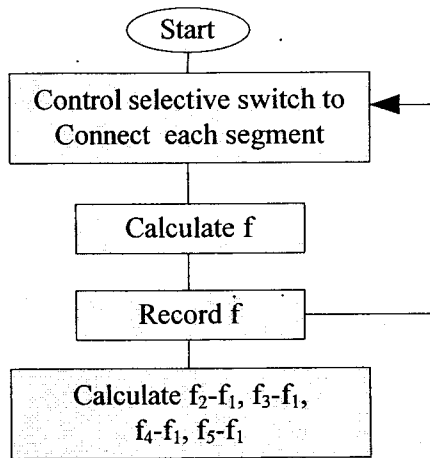 Start
Control selective switch to
Connect each segment
Calculate f
Record f
Calculate f₂-f₁, f₃-f₁,
f₄-f₁, f₅-f₁